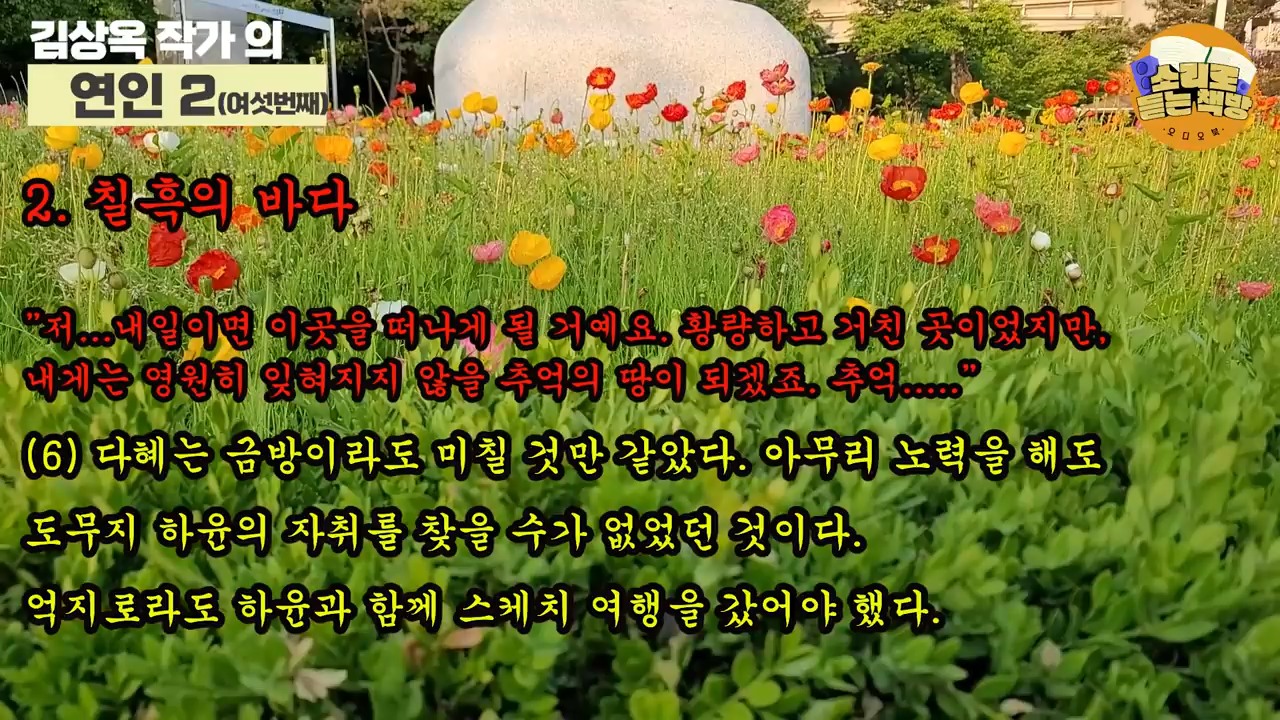 김상옥 작가 의
연인 2(여섯번째)
소리로
듣는책방
·오디오북·
2. 칠흑의 바다
"저...내일이면 이곳을 떠나게 될 거예요. 황량하고 거친 곳이었지만,
내게는 영원히 잊혀지지 않을 추억의 땅이 되겠죠. 추억....."
(6) 다혜는 금방이라도 미칠 것만 같았다. 아무리 노력을 해도
도무지 하윤의 자취를 찾을 수가 없었던 것이다.
억지로라도 하윤과 함께 스케치 여행을 갔어야 했다.